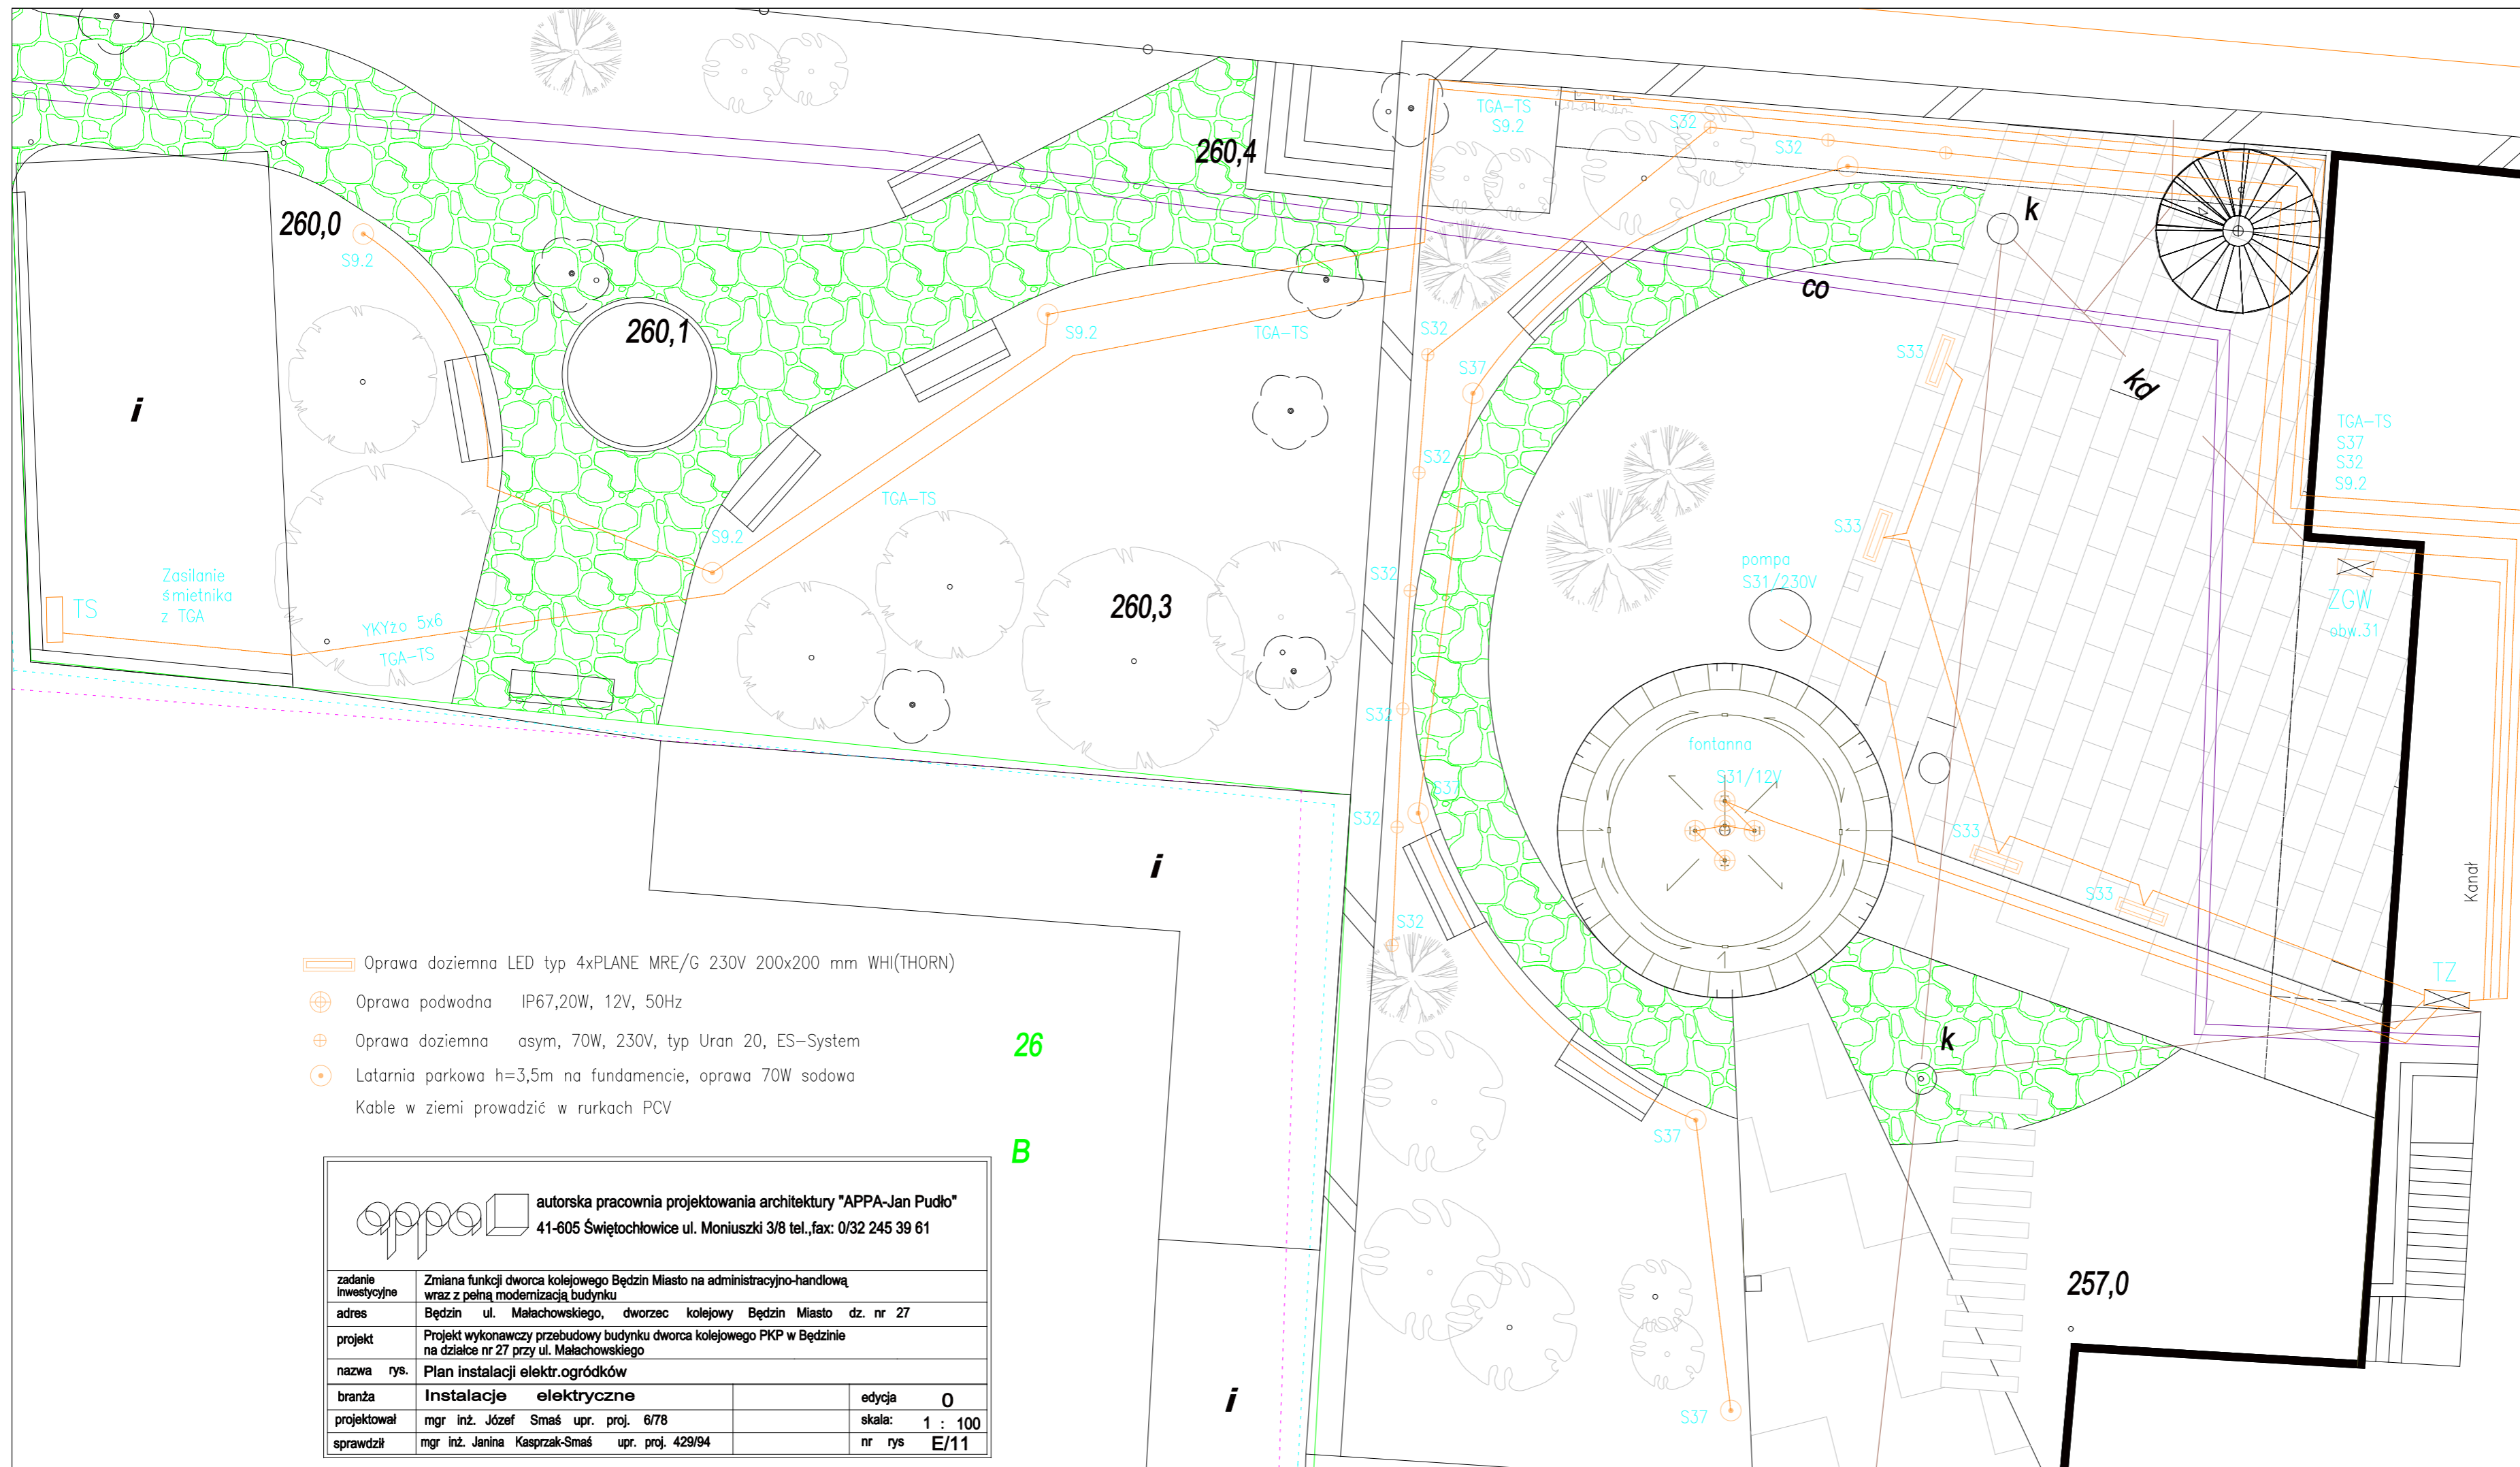 260,4
TGA-TS
S9.2
S32
S32
k
260,0
S9.2
co
260,1
S9.2
TGA-TS
S32
S37
S33
kd
i
TGA-TS
S37
S32
S9.2
S32
TGA-TS
S33
S9.2
pompa
S31/230V
Zasilanie
śmietnika
z TGA
TS
YKYżo 5x6
TGA-TS
260,3
S32
ZGW
obw.31
S32
fontanna
S31/12V
S37
S32
S33
S33
Kanał
i
S32
TZ
k
S37
257,0
S37
i
Oprawa doziemna LED typ 4xPLANE MRE/G 230V 200x200 mm WHI(THORN)
Oprawa podwodna IP67,20W, 12V, 50Hz
Oprawa doziemna asym, 70W, 230V, typ Uran 20, ES-System
Latarnia parkowa h=3,5m na fundamencie, oprawa 70W sodowa
Kable w ziemi prowadzić w rurkach PCV
26
B
appa
autorska pracownia projektowania architektury "APPA-Jan Pudło"
41-605 Świętochłowice ul. Moniuszki 3/8 tel.,fax: 0/32 245 39 61
zadanie inwestycyjne
Zmiana funkcji dworca kolejowego Będzin Miasto na administracyjno-handlową
wraz z pełną modernizacją budynku
adres Będzin ul. Małachowskiego, dworzec kolejowy Będzin Miasto dz. nr 27
projekt Projekt wykonawczy przebudowy budynku dworca kolejowego PKP w Będzinie
na działce nr 27 przy ul. Małachowskiego
nazwa rys. Plan instalacji elektr.ogródków
branża Instalacje elektryczne edycja 0
projektował mgr inż. Józef Smaś upr. proj. 6/78 skala: 1 : 100
sprawdził mgr inż. Janina Kasprzak-Smaś upr. proj. 429/94 nr rys E/11